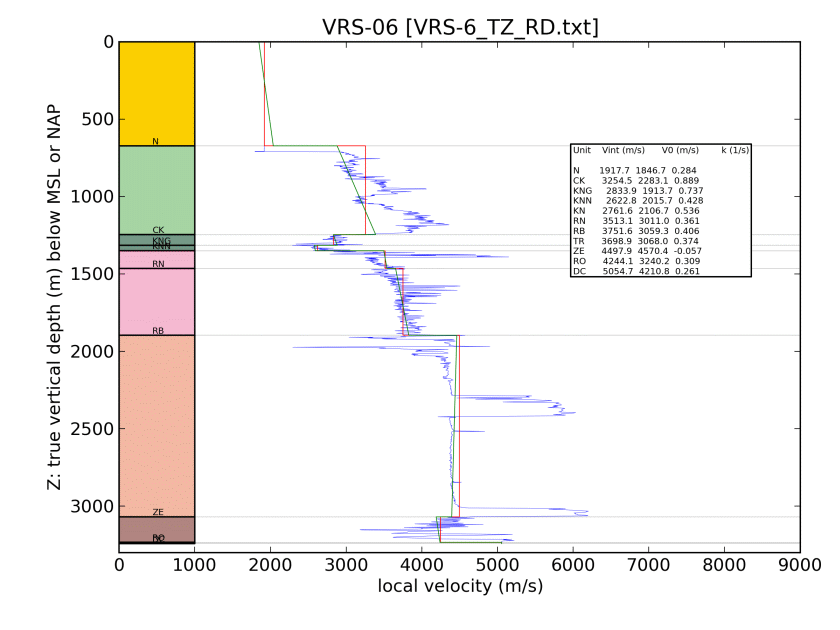 VRS-06 [VRS-6_TZ_RD.txt]
Z: true vertical depth (m) below MSL or NAP
0
500
1000
1500
2000
2500
3000
N
CK
KNG
KNN
RN
RB
ZE
RO
Unit Vint (m/s) V0 (m/s) k (1/s)
N 1917.7 1846.7 0.284
CK 3254.5 2283.1 0.889
KNG 2833.9 1913.7 0.737
KNN 2622.8 2015.7 0.428
KN 2761.6 2106.7 0.536
RN 3513.1 3011.0 0.361
RB 3751.6 3059.3 0.406
TR 3698.9 3068.0 0.374
ZE 4497.9 4570.4 -0.057
RO 4244.1 3240.2 0.309
DC 5054.7 4210.8 0.261
0 1000 2000 3000 4000 5000 6000 7000 8000 9000
local velocity (m/s)